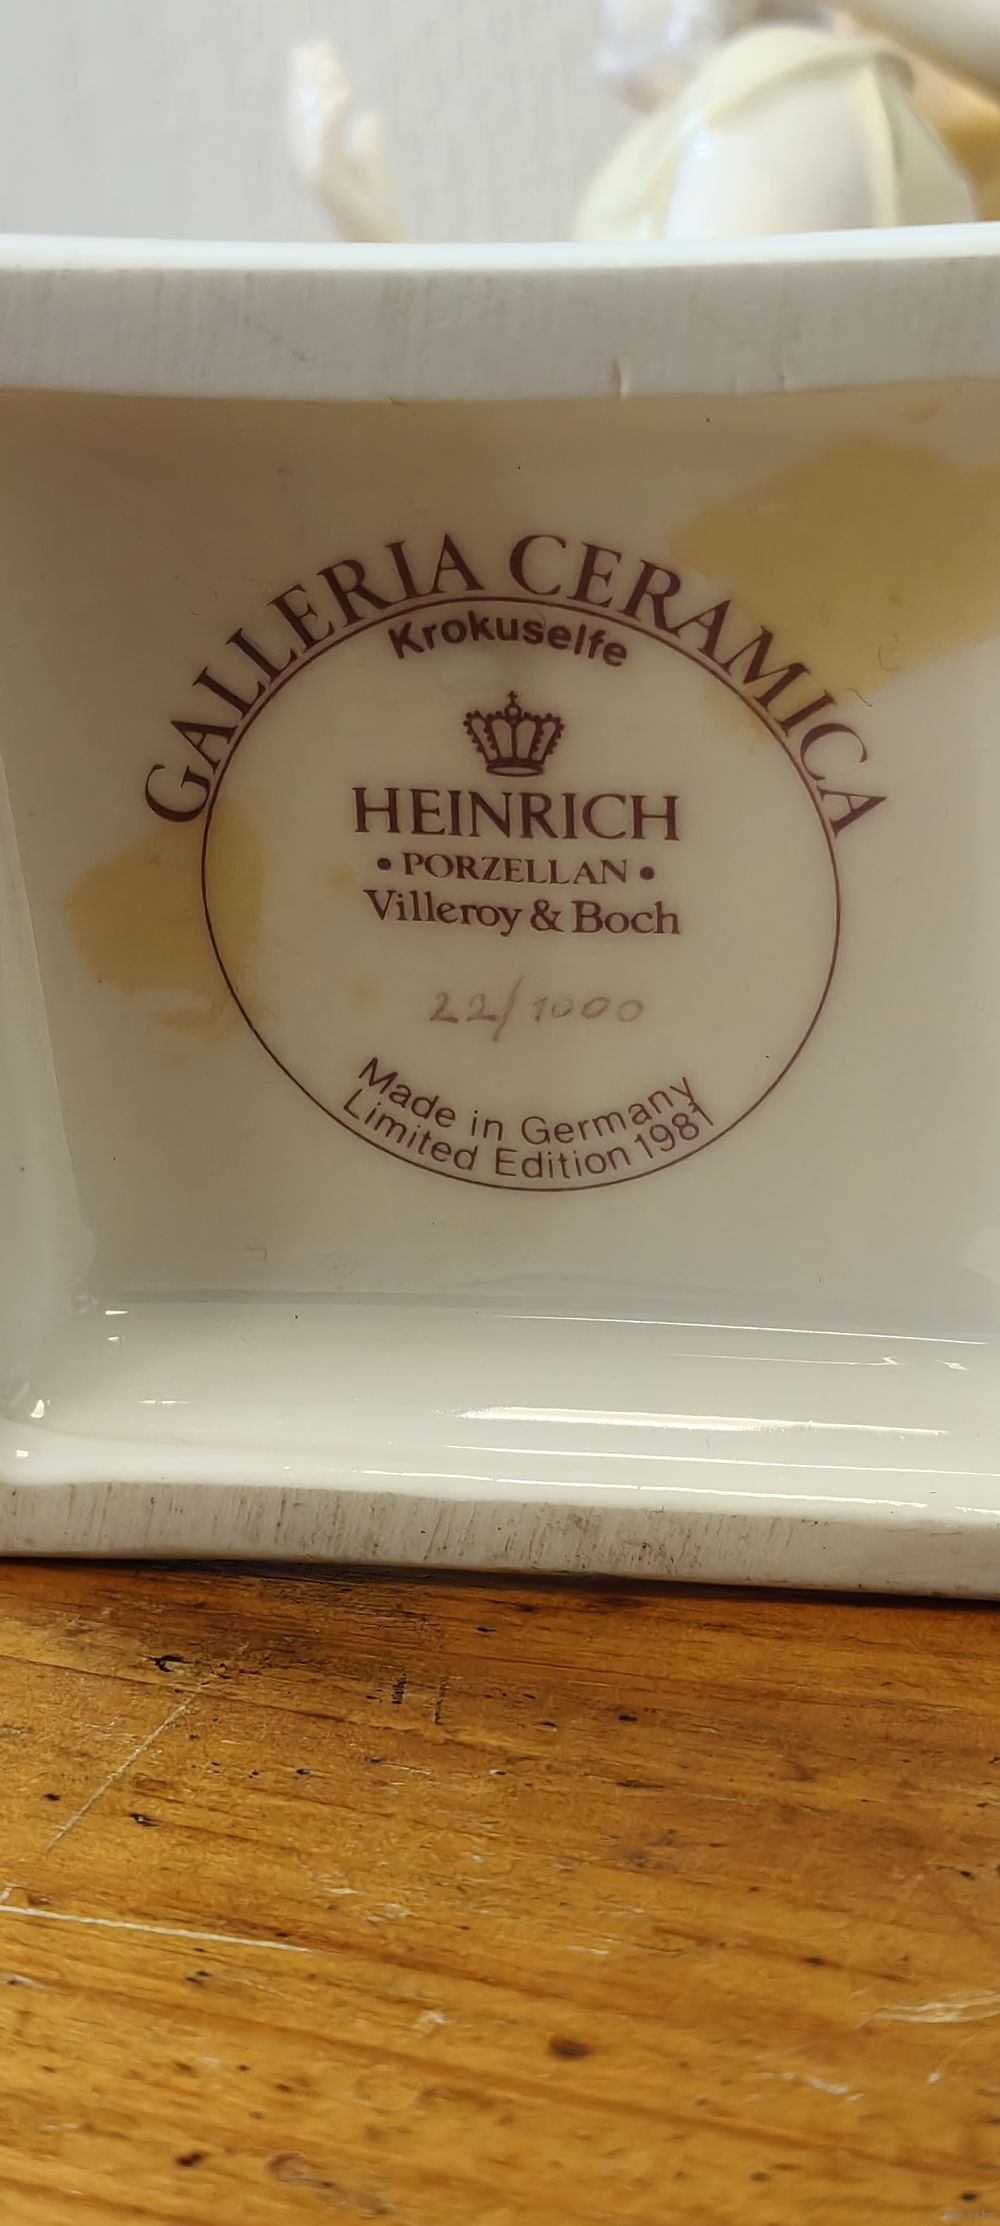 GALLERIA CERAMICA
Krokuselfe
HEINRICH
• PORZELLAN •
Villeroy & Boch
22/1000
Made in Germany
Limited Edition 1981